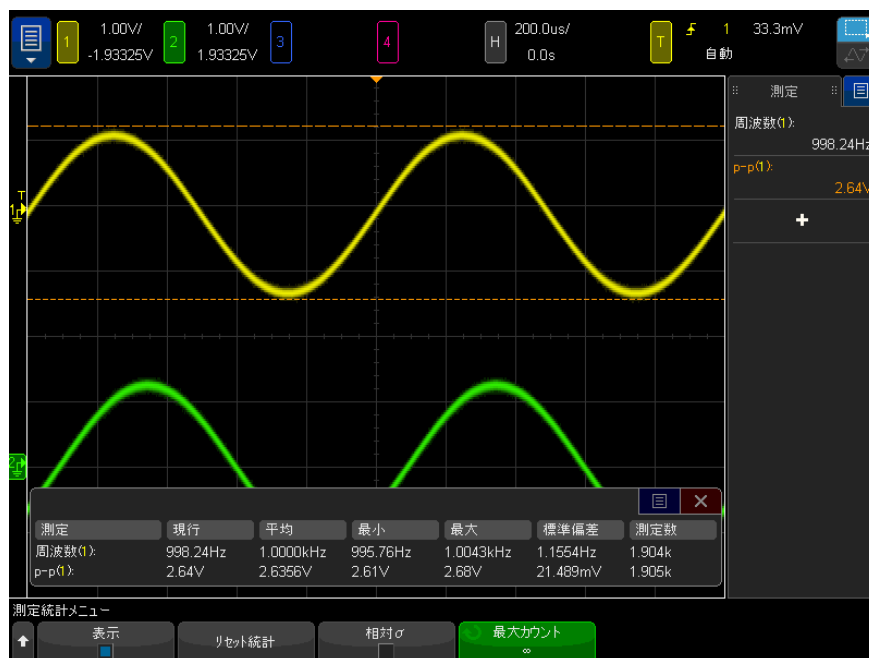 1 1.00V/ 2 1.00V/ 3 4 H 200.0us/ T 1 33.3mV
-1.93325V 1.93325V 0.0s 自動
測定
周波数(1):
998.24Hz
p-p(1):
2.64V
+
T
1
2
測定 現行 平均 最小 最大 標準偏差 測定数
周波数(1): 998.24Hz 1.0000kHz 995.76Hz 1.0043kHz 1.1554Hz 1.904k
p-p(1): 2.64V 2.6356V 2.61V 2.68V 21.489mV 1.905k
測定統計メニュー
表示 リセット統計 相対σ 最大カウント
∞